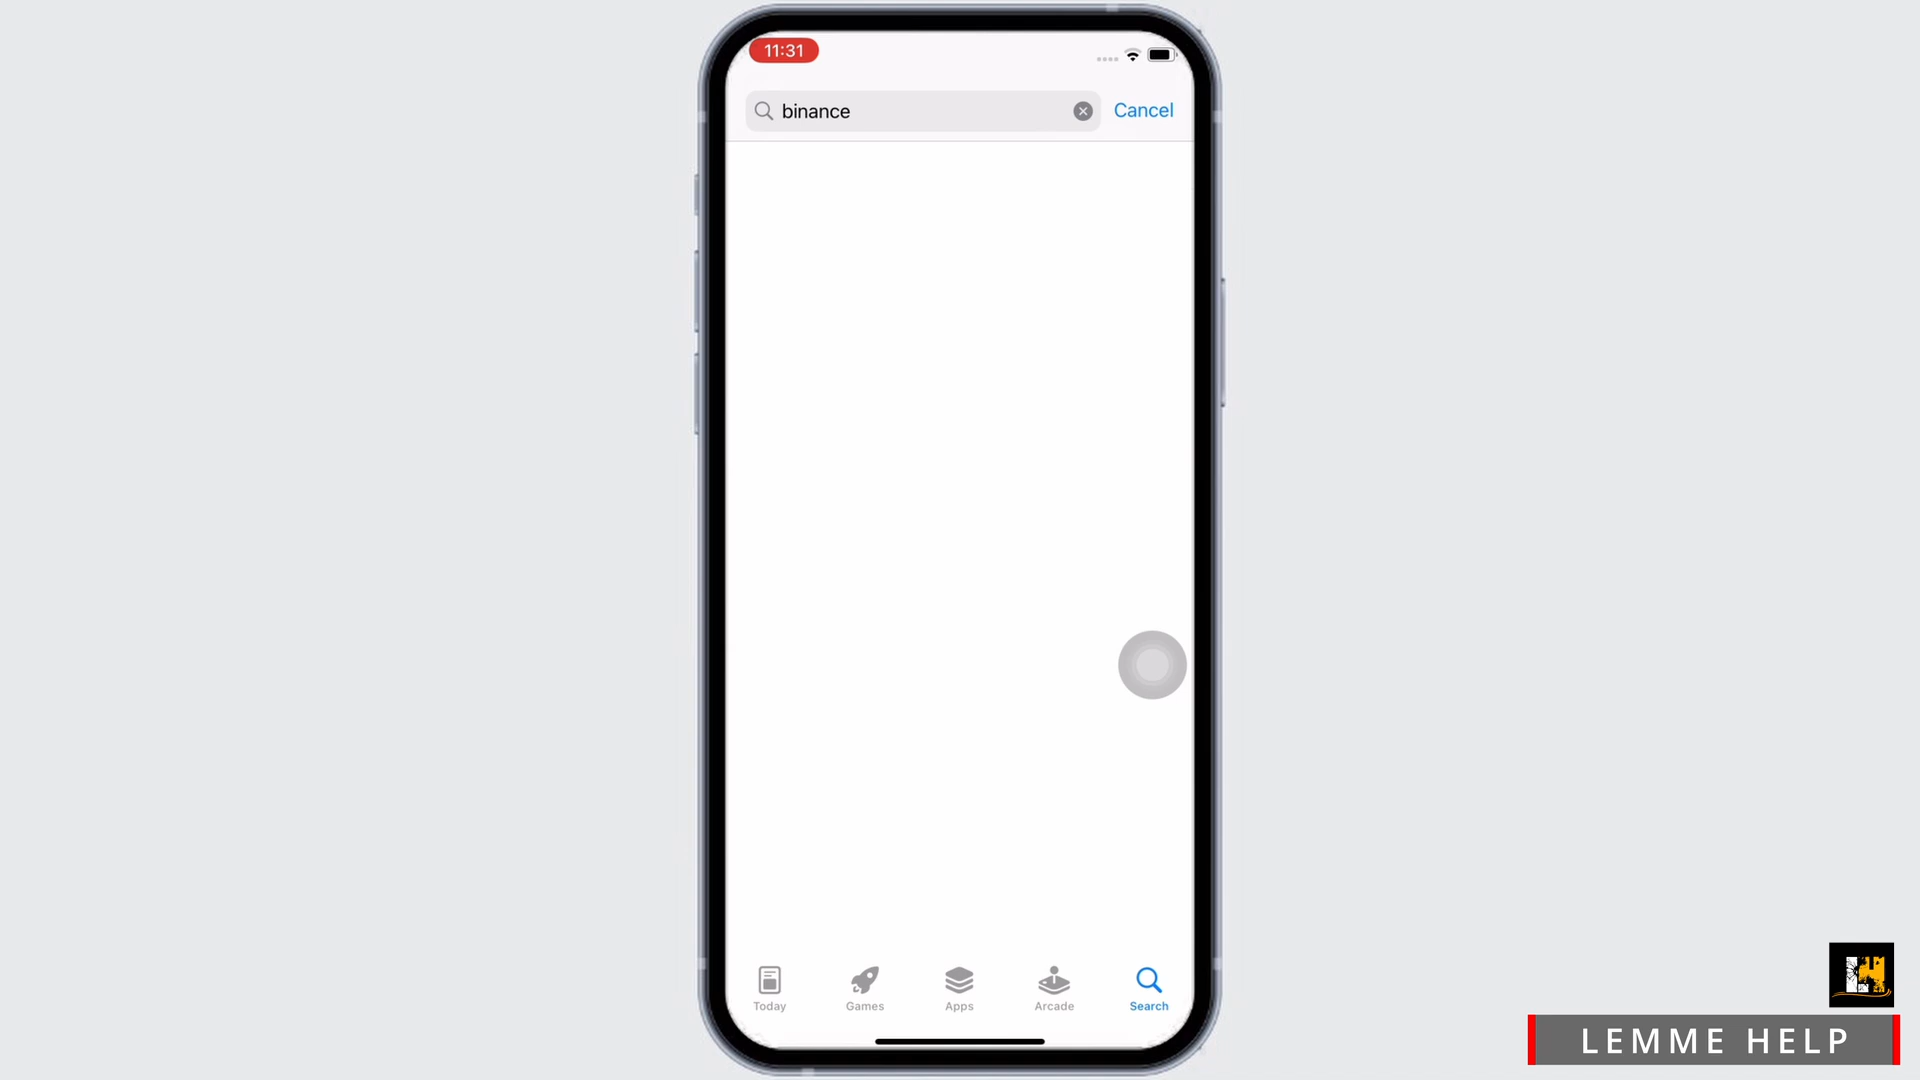 11:31
binance
Cancel
Today
Games
Apps
Arcade
Search
LEMME HELP